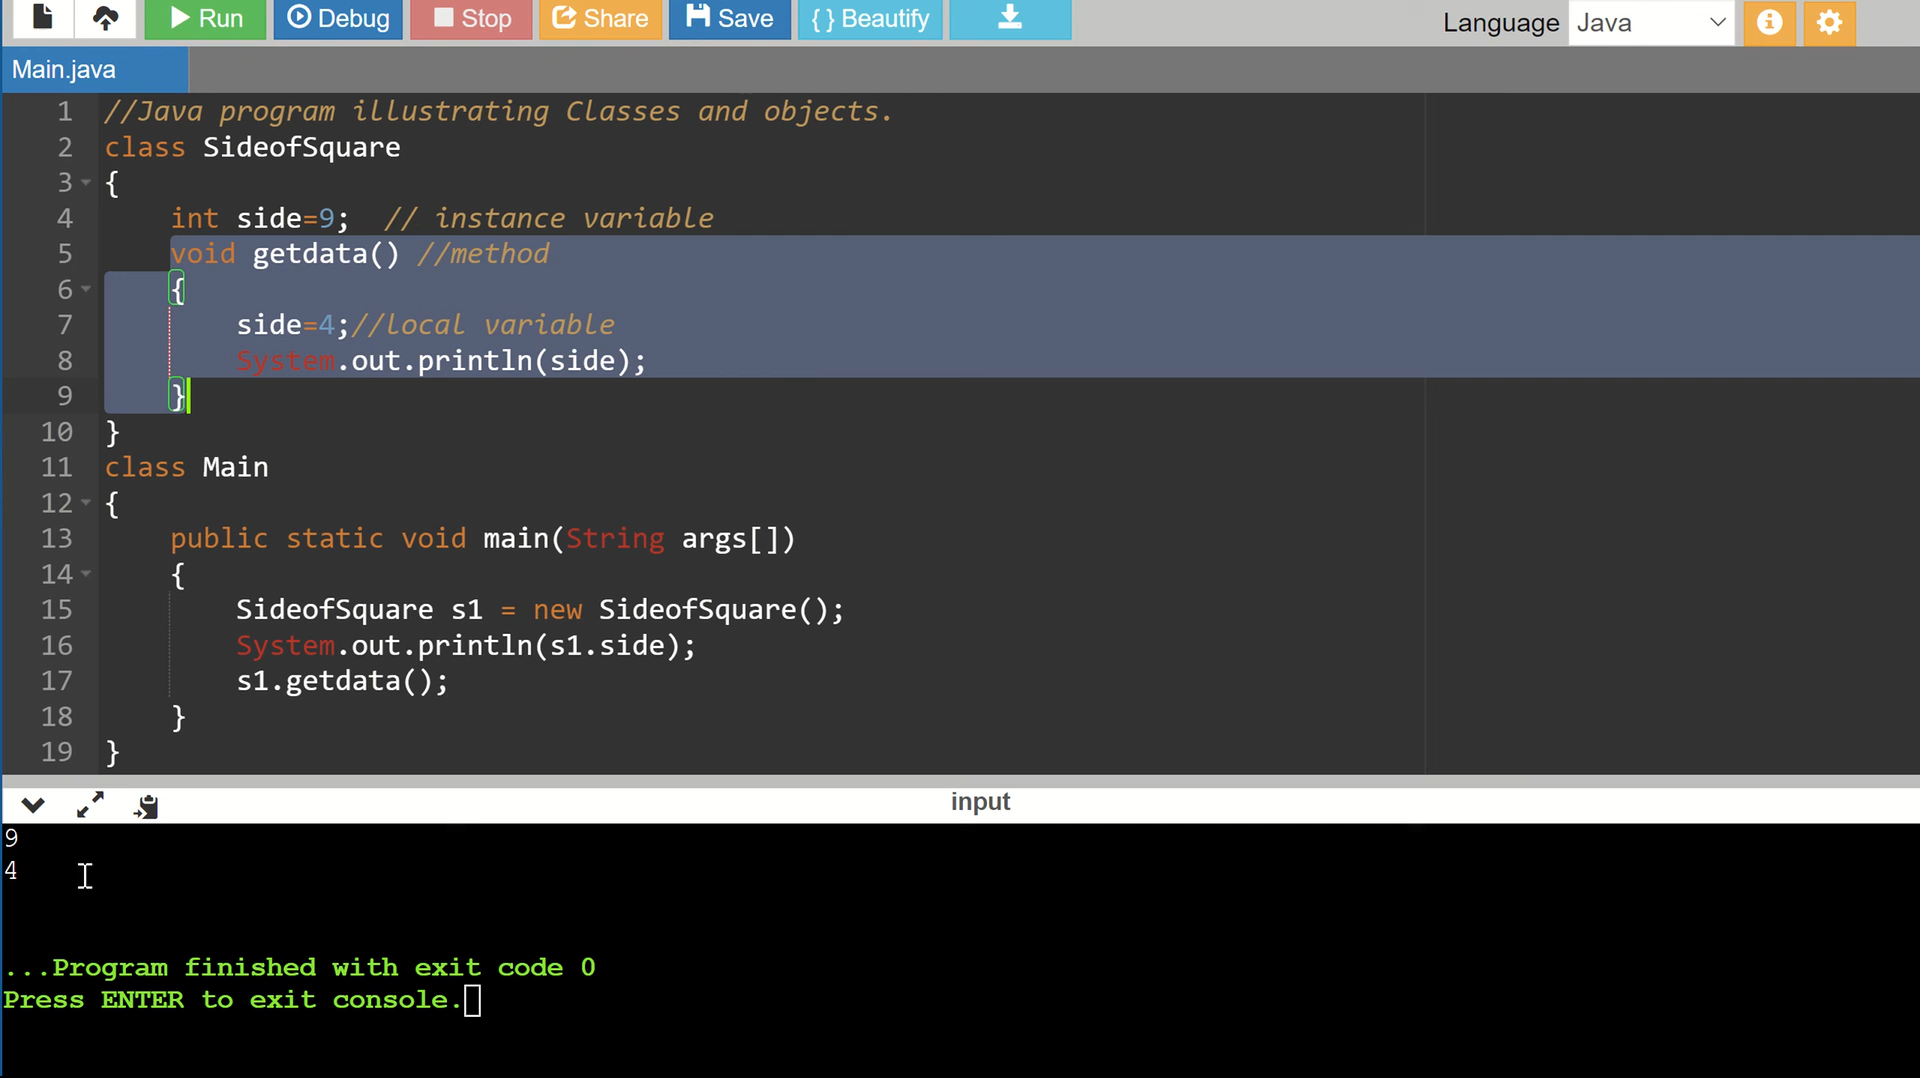 Run Debug Stop Share Save { } Beautify Language Java
Main.java
1 //Java program illustrating Classes and objects.
2 class SideofSquare
3 {
4 int side=9; // instance variable
5 void getdata() //method
6 {
7 side=4;//local variable
8 System.out.println(side);
9 }
10 }
11 class Main
12 {
13 public static void main(String args[])
14 {
15 SideofSquare s1 = new SideofSquare();
16 System.out.println(s1.side);
17 s1.getdata();
18 }
19 }
input
9
4
...Program finished with exit code 0
Press ENTER to exit console.